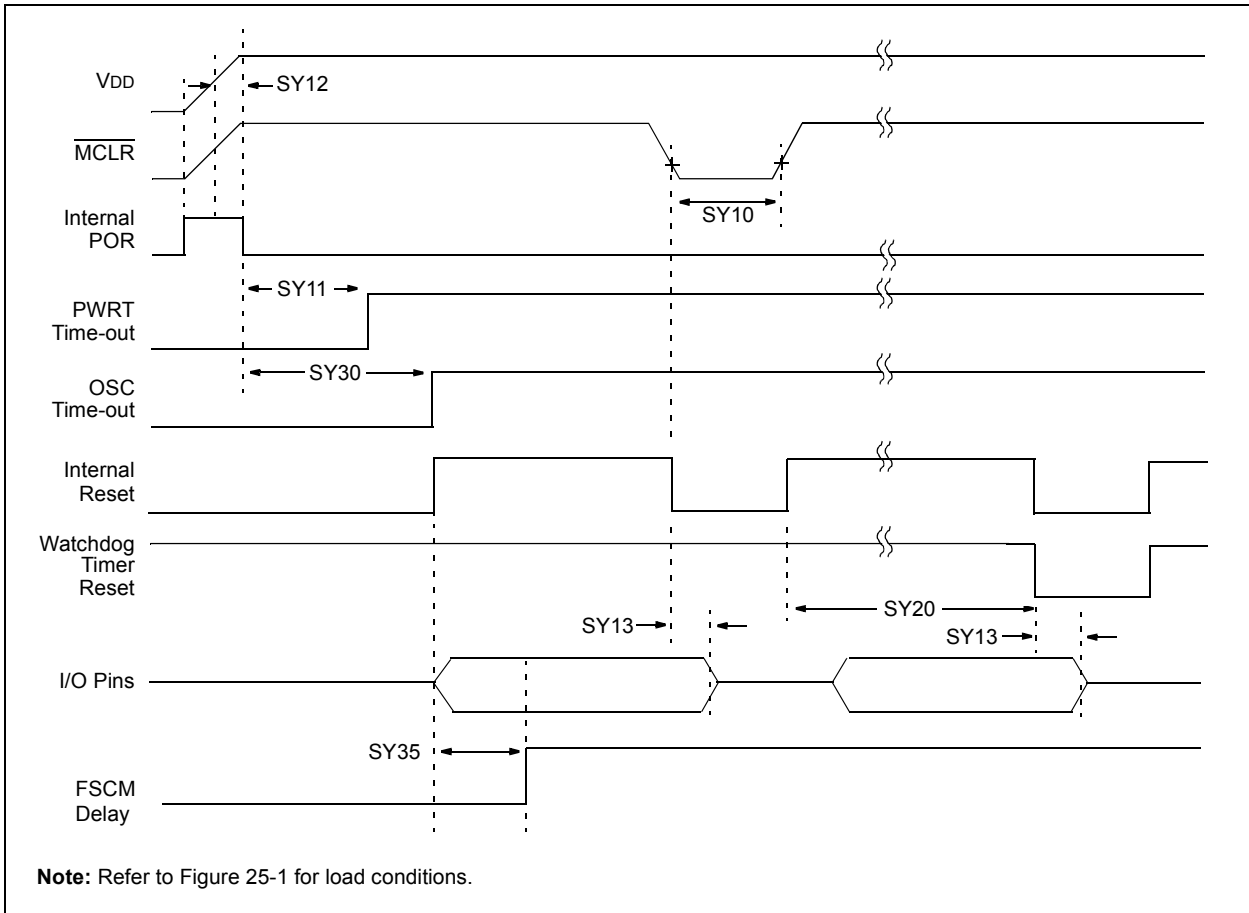 VDD
SY12
MCLR
SY10
Internal
POR
SY11
PWRT
Time-out
SY30
OSC
Time-out
Internal
Reset
Watchdog
Timer
Reset
SY20
SY13
SY13
I/O Pins
SY35
FSCM
Delay
Note: Refer to Figure 25-1 for load conditions.